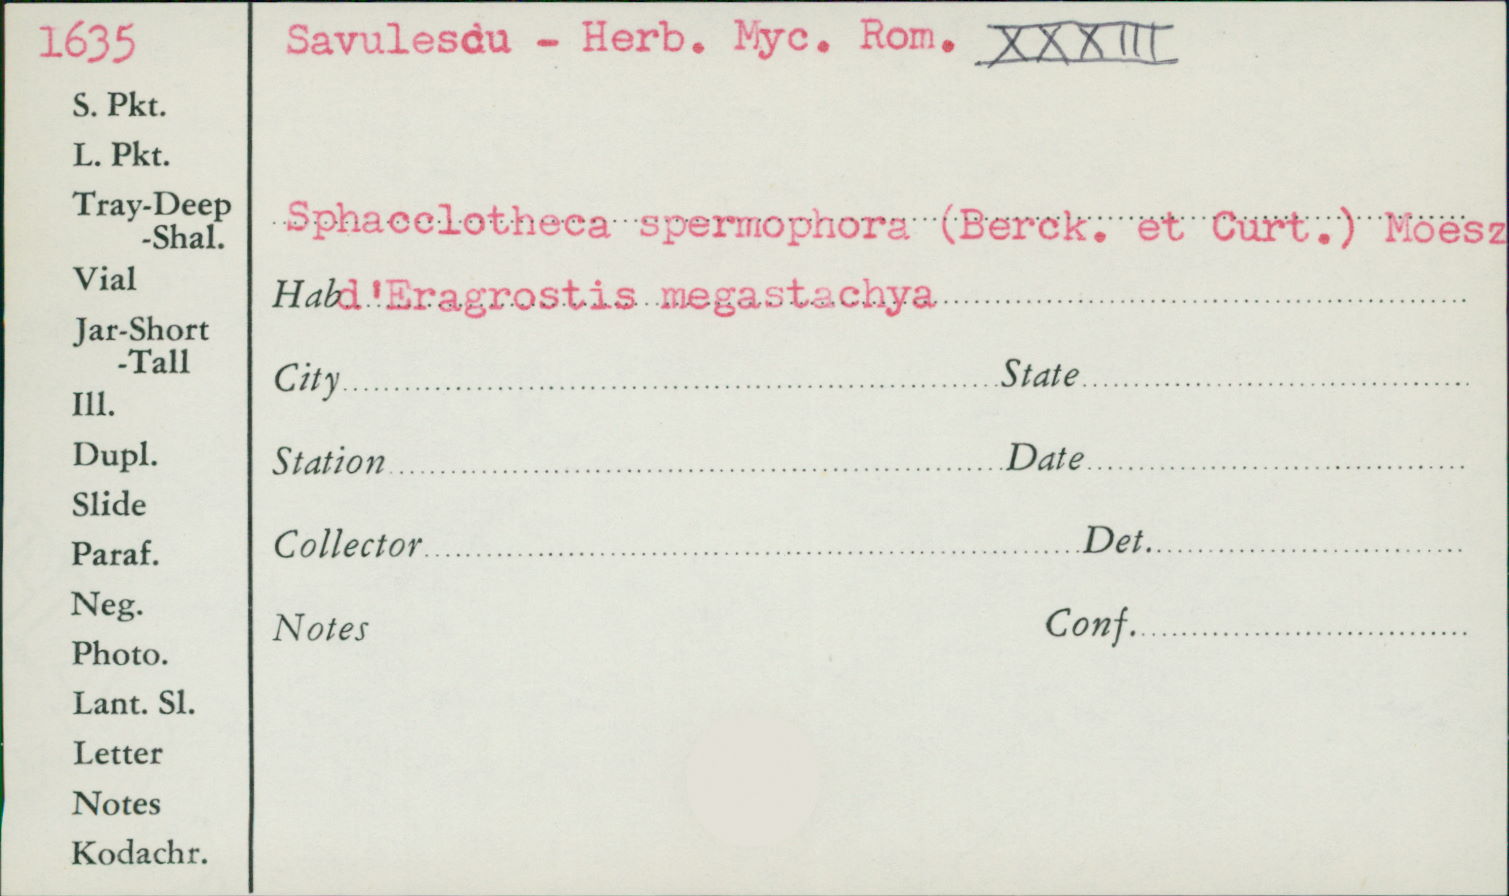 1635
Savulesdu - Herb. Myc. Rom. XXXIII
S. Pkt.
L. Pkt.
Tray-Deep
-Shal.
Vial
Jar-Short
-Tall
Ill.
Dupl.
Slide
Paraf.
Neg.
Photo.
Lant. Sl.
Letter
Notes
Kodachr.
Sphacclotheca spermophora (Berck. et Curt.) Moesz
Hab d'Eragrostis megastachya
City State
Station Date
Collector Det.
Notes Conf.